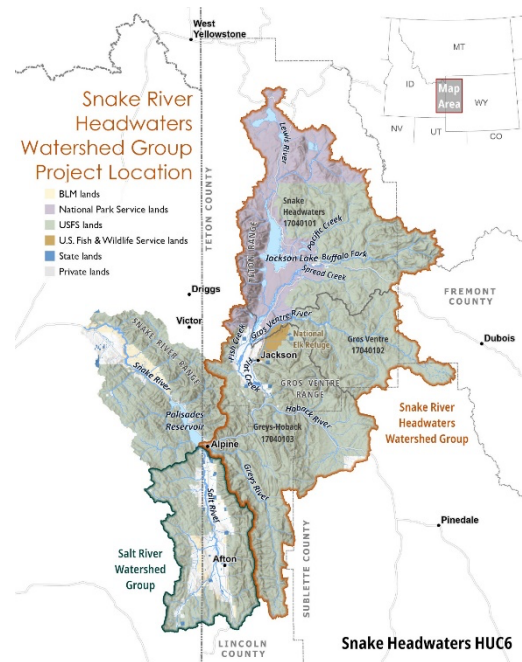 West
Yellowstone
MT
ID
Map
Area
WY
NV
UT
CO
Snake River
Headwaters
Watershed Group
Project Location
BLM lands
National Park Service lands
USFS lands
U.S. Fish & Wildlife Service lands
State lands
Private lands
TETON COUNTY
Lewis River
Snake
Headwaters
17040101
Pacific Creek
TETON RANGE
Jackson Lake
Buffalo Fork
Spread Creek
FREMONT
COUNTY
Driggs
Victor
Gros Ventre River
Fish Creek
National
Elk Refuge
Gros Ventre
17040102
Dubois
Jackson
Flat Creek
GROS VENTRE
RANGE
SNAKE RIVER RANGE
Snake River
Palisades
Reservoir
Hoback River
Greys-Hoback
17040103
Snake River
Headwaters
Watershed Group
Alpine
Greys River
Salt River
Pinedale
Salt River
Watershed
Group
Afton
SUBLETTE COUNTY
LINCOLN
COUNTY
Snake Headwaters HUC6